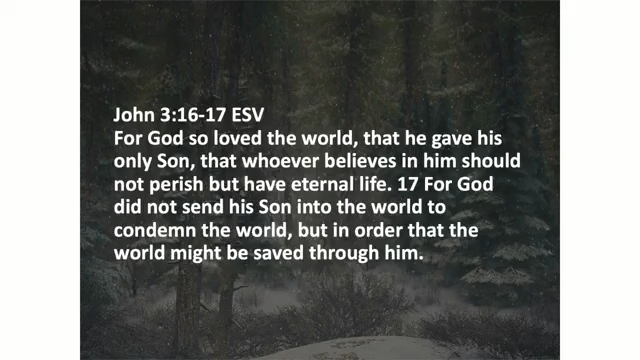 John 3:16-17 ESV
For God so loved the world, that he gave his
only Son, that whoever believes in him should
not perish but have eternal life. 17 For God
did not send his Son into the world to
condemn the world, but in order that the
world might be saved through him.